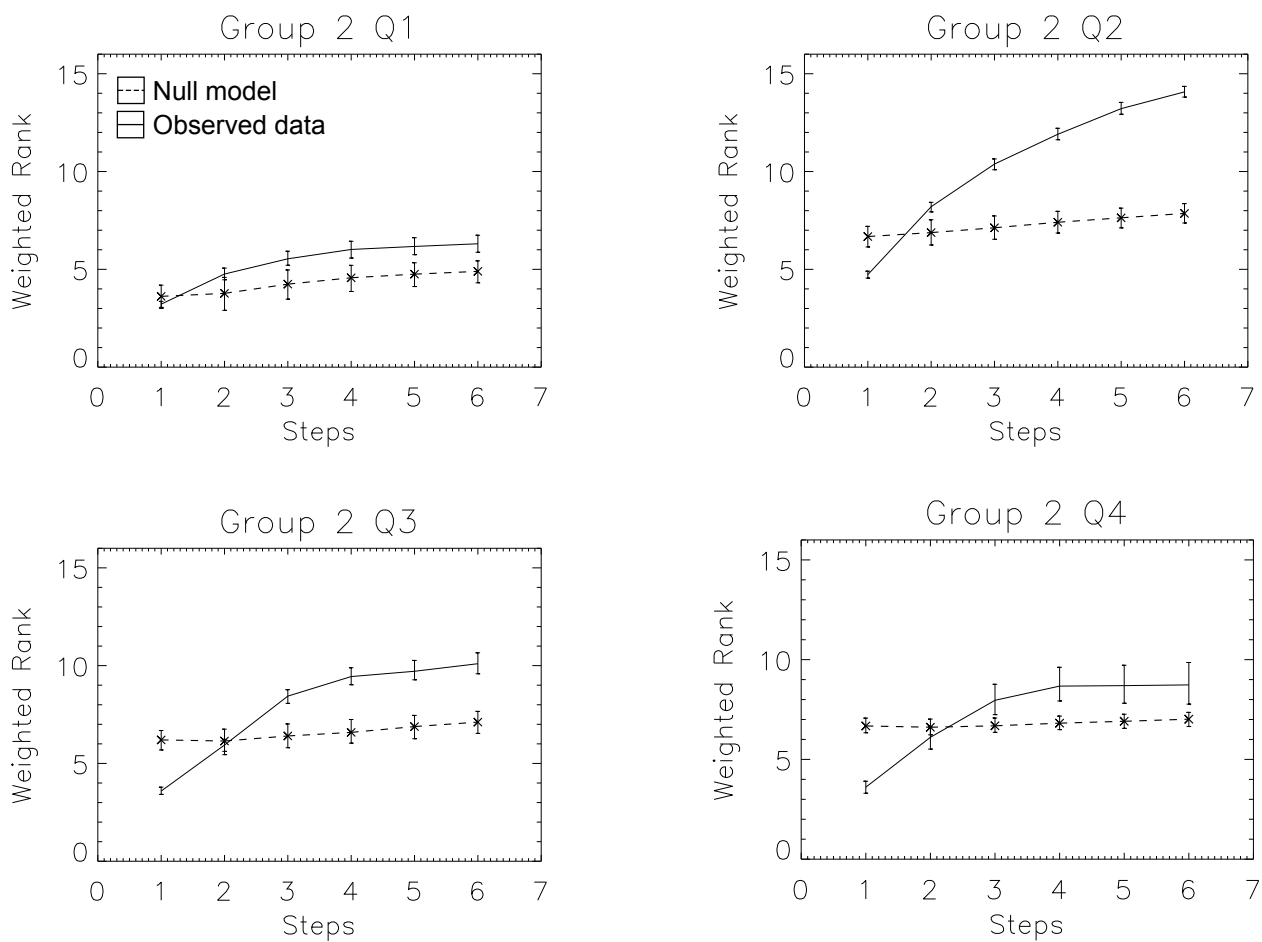 Group 2 Q1
15
10
5
0
Weighted Rank
Null model
Observed data
0 1 2 3 4 5 6 7
Steps
Group 2 Q2
15
10
5
0
Weighted Rank
0 1 2 3 4 5 6 7
Steps
Group 2 Q3
15
10
5
0
Weighted Rank
0 1 2 3 4 5 6 7
Steps
Group 2 Q4
15
10
5
0
Weighted Rank
0 1 2 3 4 5 6 7
Steps